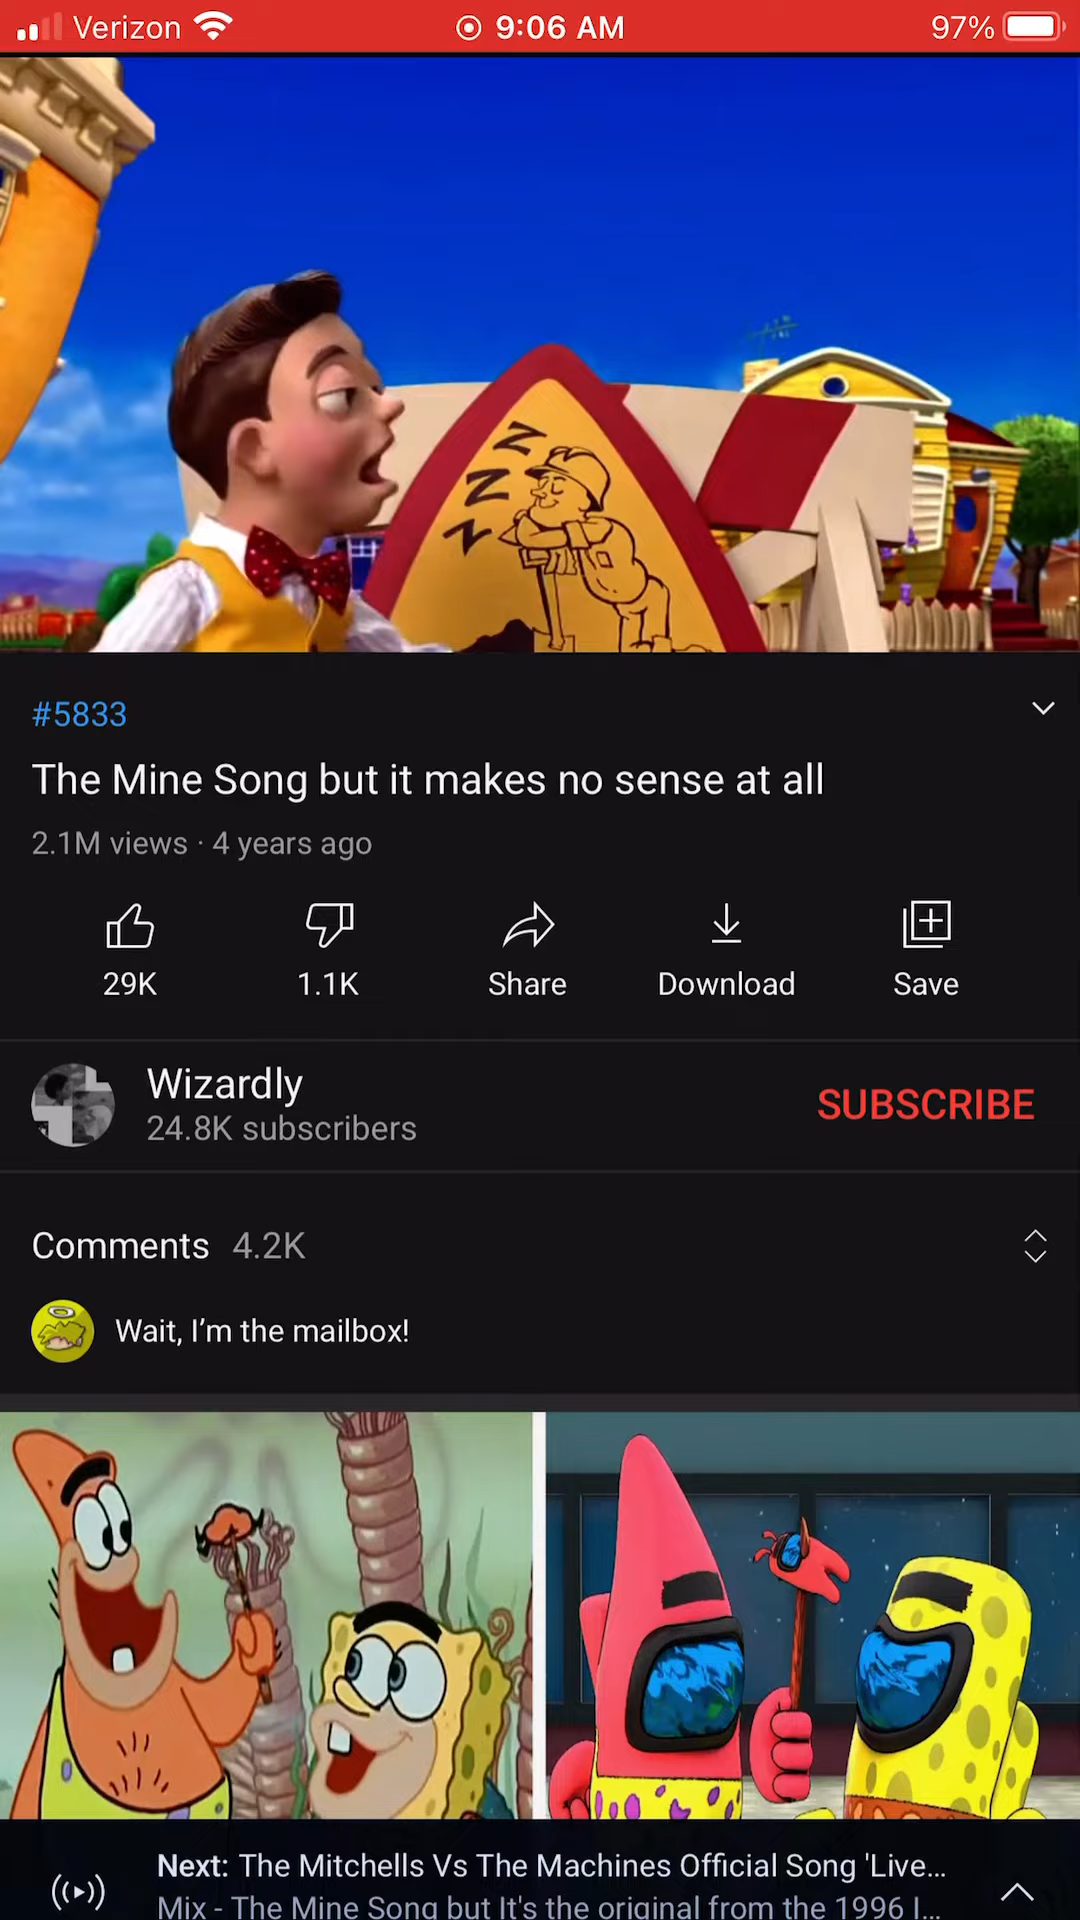 Verizon 9:06 AM 97%
Z
Z
Z
#5833
The Mine Song but it makes no sense at all
2.1M views · 4 years ago
29K 1.1K Share Download Save
Wizardly
24.8K subscribers
SUBSCRIBE
Comments 4.2K
Wait, I’m the mailbox!
Next: The Mitchells Vs The Machines Official Song 'Live...
Mix - The Mine Song but It's the original from the 1996 I...